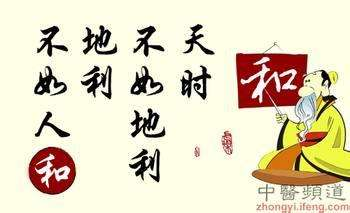 天时
不如地利
地利
不如人和
和
中醫頻道
zhongyi.ifeng.com